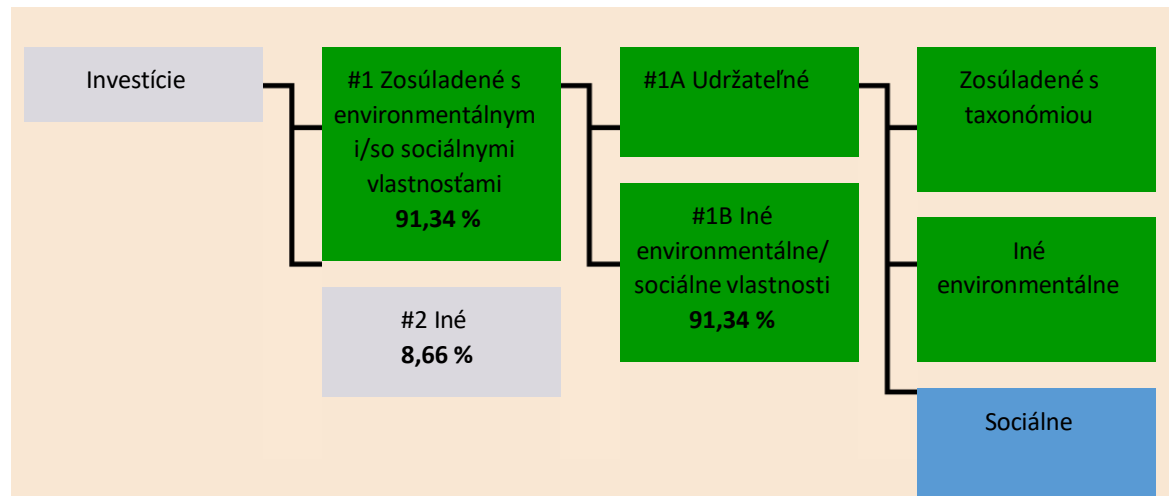 Investície
#1 Zosúladené s
environmentálnym
i/so sociálnymi
vlastnosťami
91,34 %
#2 Iné
8,66 %
#1A Udržateľné
#1B Iné
environmentálne/
sociálne vlastnosti
91,34 %
Zosúladené s
taxonómiou
Iné
environmentálne
Sociálne